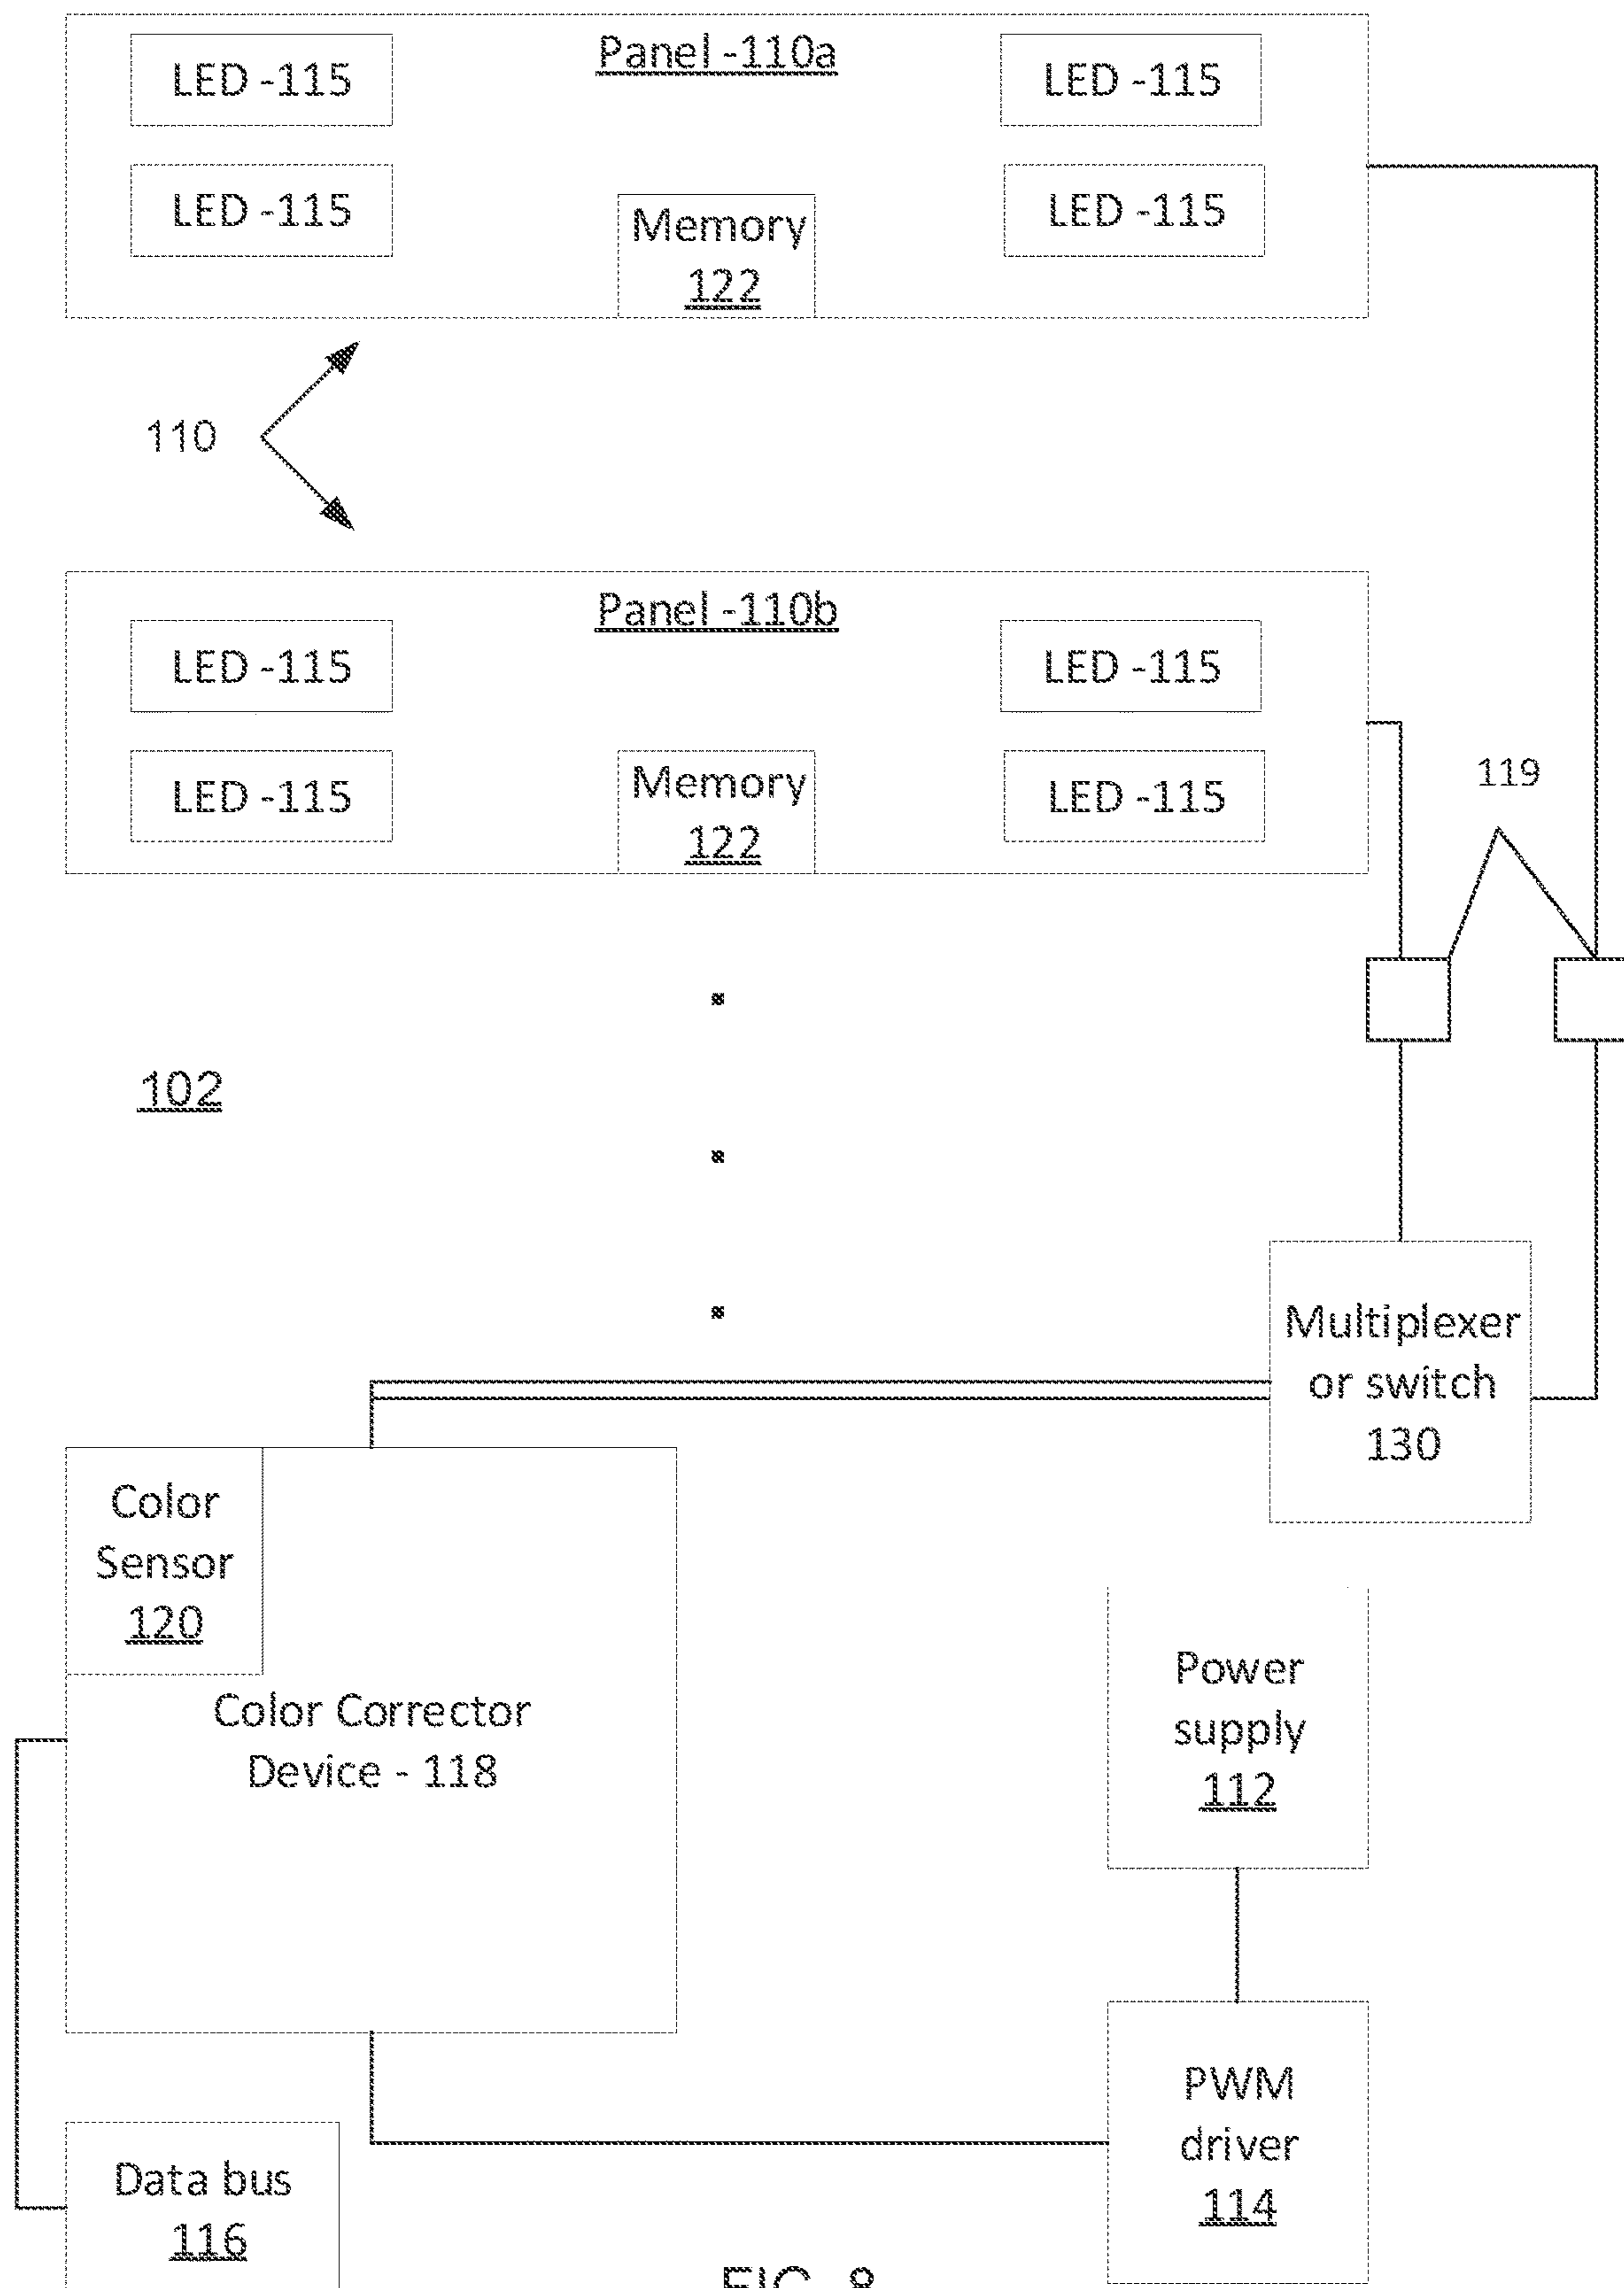 Panel -110a
LED -115
LED -115
LED -115
LED -115
Memory
122
110
Panel -110b
LED -115
LED -115
LED -115
LED -115
Memory
122
119
102
Multiplexer
or switch
130
Color
Sensor
120
Color Corrector
Device - 118
Power
supply
112
PWM
driver
114
Data bus
116
FIG. 8